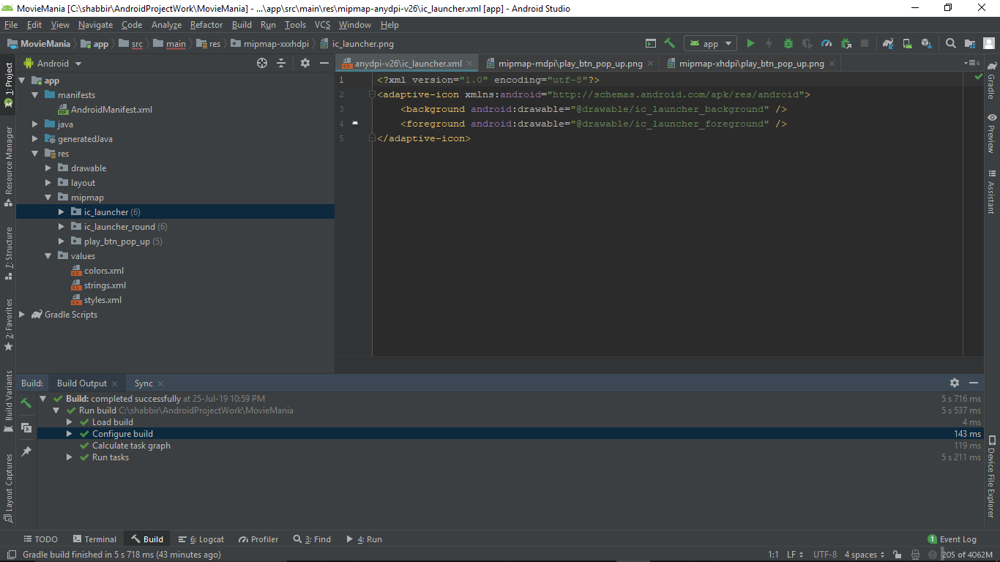 MovieMania [C:\shabbir\AndroidProjectWork\MovieMania] - ...\app\src\main\res\mipmap-anydpi-v26\ic_launcher.xml [app] - Android Studio
File Edit View Navigate Code Analyze Refactor Build Run Tools VCS Window Help
MovieMania app src main res mipmap-xxxhdpi ic_launcher.png
app
Android
anydpi-v26\ic_launcher.xml mipmap-mdpi\play_btn_pop_up.png mipmap-xhdpi\play_btn_pop_up.png
6
1: Project
Resource Manager
7: Structure
2: Favorites
Build Variants
Layout Captures
app
manifests
AndroidManifest.xml
MF
java
generatedJava
res
drawable
layout
mipmap
ic_launcher (6)
ic_launcher_round (6)
play_btn_pop_up (5)
values
colors.xml
strings.xml
styles.xml
Gradle Scripts
1 <?xml version="1.0" encoding="utf-8"?>
2 <adaptive-icon xmlns:android="http://schemas.android.com/apk/res/android">
3 <background android:drawable="@drawable/ic_launcher_background" />
4 <foreground android:drawable="@drawable/ic_launcher_foreground" />
5 </adaptive-icon>
Gradle
Preview
Assistant
Device File Explorer
Build: Build Output Sync
Build: completed successfully at 25-Jul-19 10:59 PM 5 s 716 ms
Run build C:\shabbir\AndroidProjectWork\MovieMania 5 s 537 ms
Load build 4 ms
Configure build 143 ms
Calculate task graph 119 ms
Run tasks 5 s 211 ms
TODO Terminal Build 6: Logcat Profiler 3: Find 4: Run 1 Event Log
Gradle build finished in 5 s 718 ms (43 minutes ago) 1:1 LF UTF-8 4 spaces 205 of 4062M